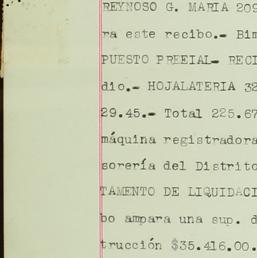 REYNOSO G. MARIA 209
ra este recibo.- Bim
PUESTO PREEIAL- RECI
dio.- HOJALATERIA 32
29.45.- Total 225.67
máquina registradora
sorería del Distrito
TAMENTO DE LIQUIDACI
bo ampara una sup. d
trucción $35.416.00.